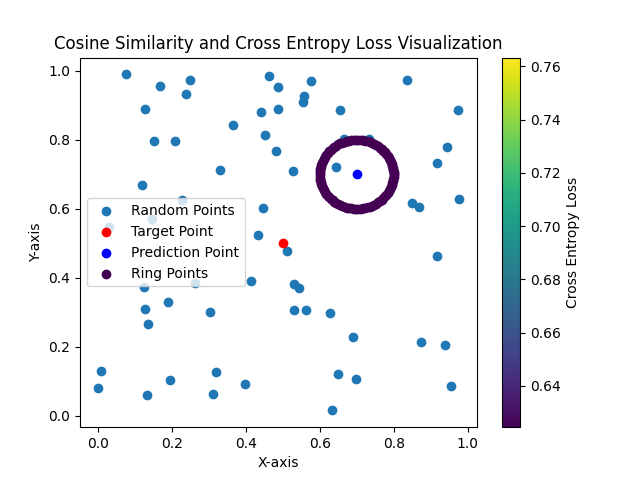 Cosine Similarity and Cross Entropy Loss Visualization
1.0
0.8
0.6
0.4
0.2
0.0
Y-axis
Random Points
Target Point
Prediction Point
Ring Points
0.0 0.2 0.4 0.6 0.8 1.0
X-axis
0.76
0.74
0.72
0.70
0.68
0.66
0.64
Cross Entropy Loss